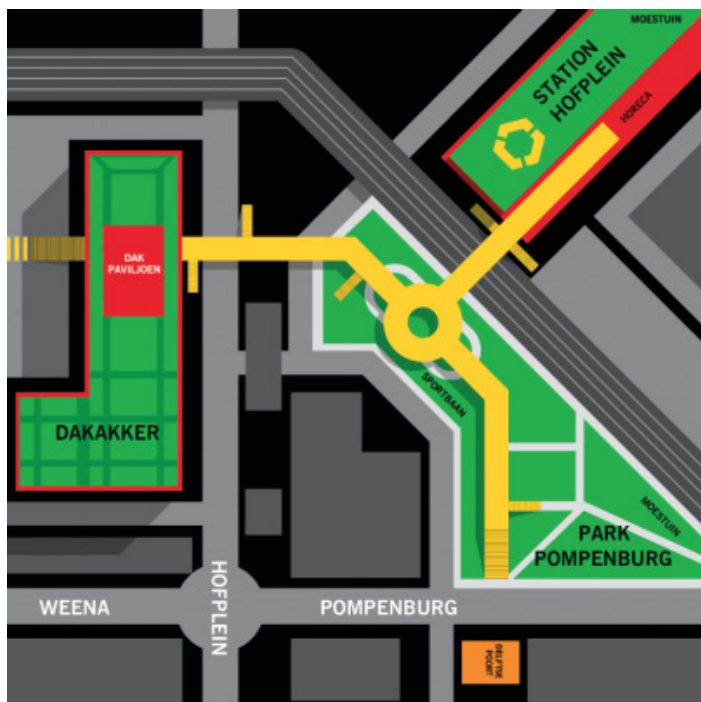 MOESTUIN
STATION
HOFPLEIN
HORECA
DAK
PAVILJOEN
SPORTBAAN
DAKAKKER
MOESTUIN
PARK
POMPENBURG
HOFPLEIN
WEENA
POMPENBURG
DELFTSE
POORT